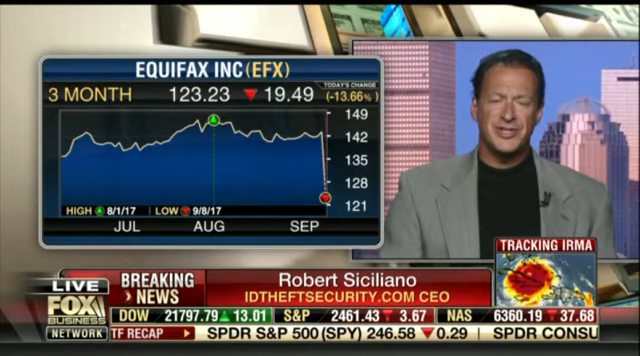 EQUIFAX INC (EFX)
3 MONTH 123.23 ▼ 19.49 TODAY'S CHANGE (-13.66%)
149
142
135
128
121
HIGH 8/1/17 | LOW 9/8/17
JUL AUG SEP
TRACKING IRMA
LIVE
FOX
BUSINESS
NETWORK
BREAKING
› NEWS
Robert Siciliano
IDTHEFTSECURITY.COM CEO
DOW 21797.79 ▲ 13.01 S&P 2461.43 ▼ 3.67 NAS 6360.19 ▼ 37.68
TF RECAP ► SPDR S&P 500 (SPY) 246.58 ▼ 0.29 | SPDR CONSU